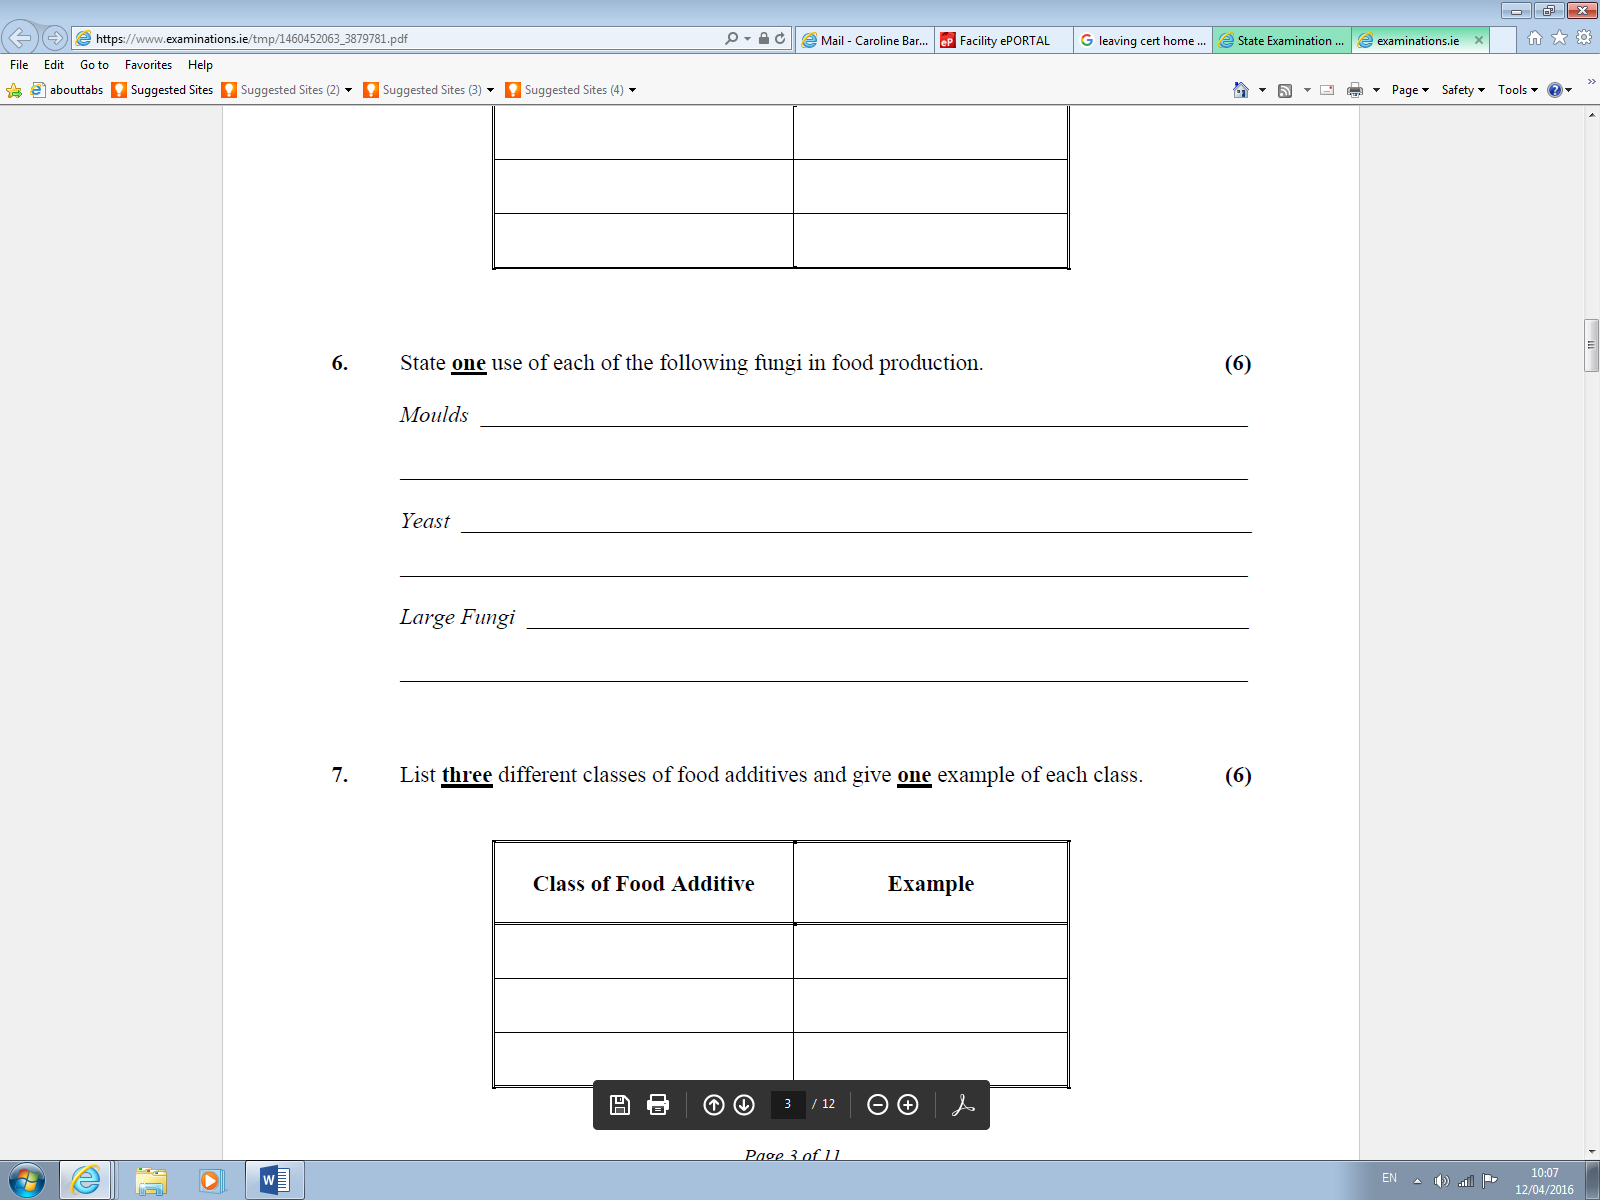 https://www.examinations.ie/tmp/1460452063_3879781.pdf
Mail - Caroline Bar...
Facility ePORTAL
leaving cert home ...
State Examination ...
examinations.ie
File Edit Go to Favorites Help
abouttabs Suggested Sites Suggested Sites (2) Suggested Sites (3) Suggested Sites (4) Page Safety Tools
6. State one use of each of the following fungi in food production. (6)
Moulds
Yeast
Large Fungi
7. List three different classes of food additives and give one example of each class. (6)
Class of Food Additive Example
3 / 12
Page 3 of 11
EN
10:07
12/04/2016